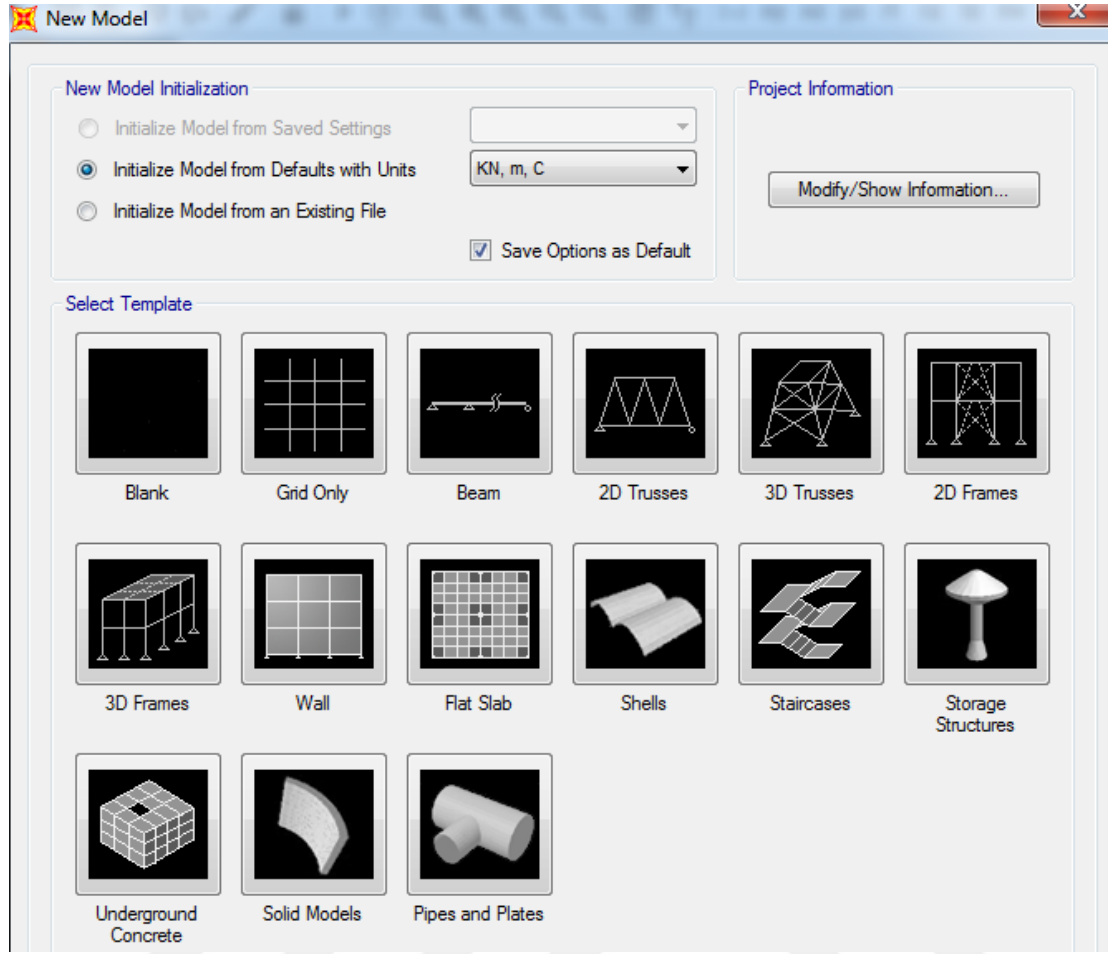 New Model
New Model Initialization
Project Information
Initialize Model from Saved Settings
Initialize Model from Defaults with Units
KN, m, C
Modify/Show Information...
Initialize Model from an Existing File
Save Options as Default
Select Template
Blank
Grid Only
Beam
2D Trusses
3D Trusses
2D Frames
3D Frames
Wall
Flat Slab
Shells
Staircases
Storage
Structures
Underground
Concrete
Solid Models
Pipes and Plates